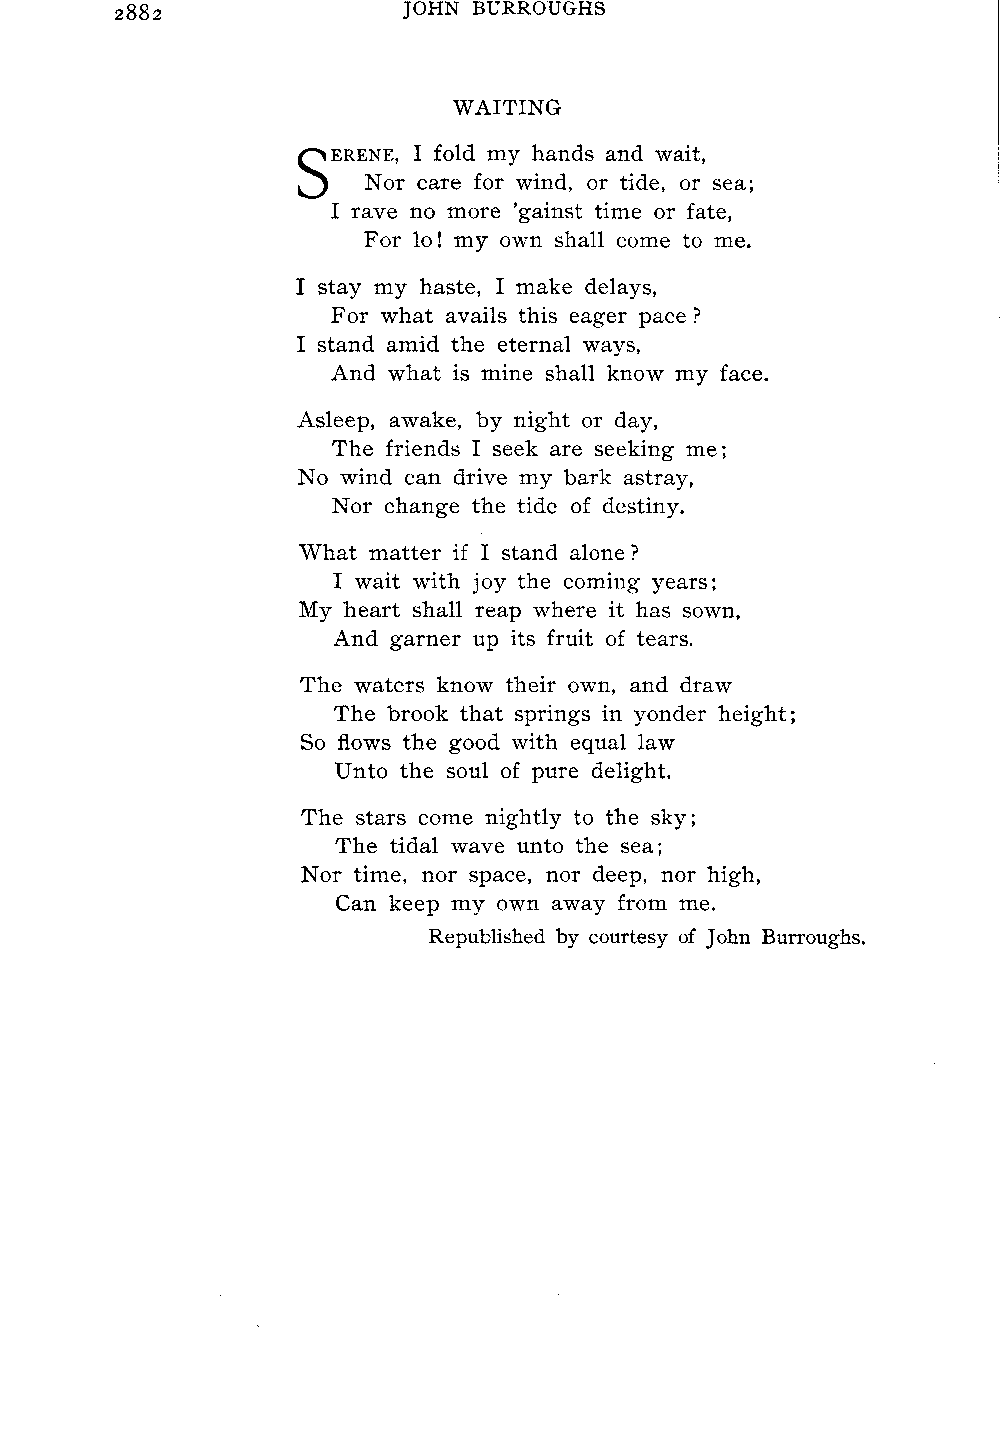 2882
JOHN BURROUGHS
WAITING
SERENE, I fold my hands and wait,
Nor care for wind, or tide, or sea;
I rave no more 'gainst time or fate,
For lo! my own shall come to me.
I stay my haste, I make delays,
For what avails this eager pace?
I stand amid the eternal ways,
And what is mine shall know my face.
Asleep, awake, by night or day,
The friends I seek are seeking me;
No wind can drive my bark astray,
Nor change the tide of destiny.
What matter if I stand alone?
I wait with joy the coming years;
My heart shall reap where it has sown,
And garner up its fruit of tears.
The waters know their own, and draw
The brook that springs in yonder height;
So flows the good with equal law
Unto the soul of pure delight.
The stars come nightly to the sky;
The tidal wave unto the sea;
Nor time, nor space, nor deep, nor high,
Can keep my own away from me.
Republished by courtesy of John Burroughs.